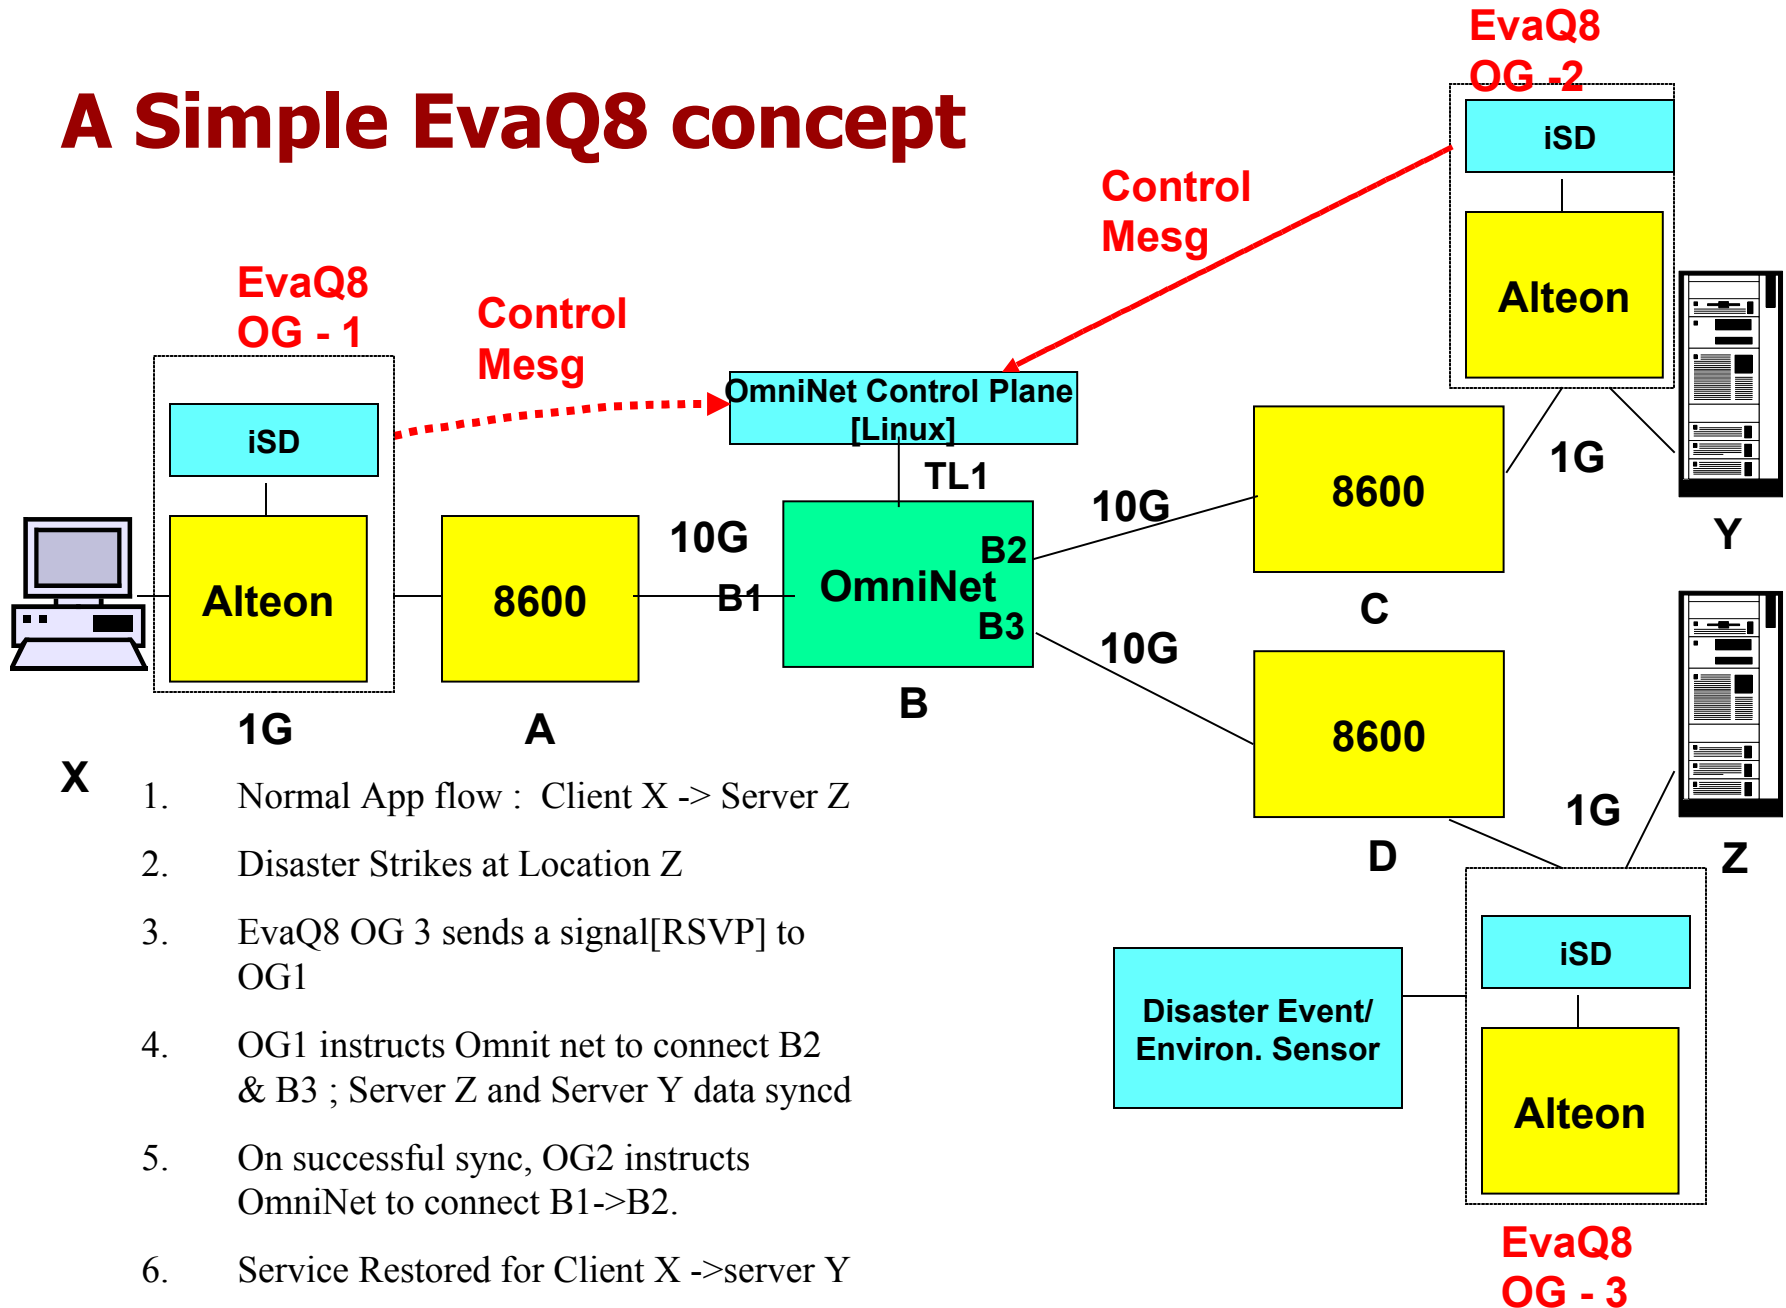 EvaQ8
OG -2
A Simple EvaQ8 concept
iSD
Control
Mesg
Alteon
EvaQ8
OG - 1
Control
Mesg
OmniNet Control Plane
[Linux]
iSD
TL1
1G
8600
10G
10G
Y
B2
B1
OmniNet
B3
Alteon
8600
C
10G
B
1G
A
8600
X
1G
D
Z
1. Normal App flow : Client X -> Server Z
2. Disaster Strikes at Location Z
3. EvaQ8 OG 3 sends a signal[RSVP] to
OG1
4. OG1 instructs Omnit net to connect B2
& B3 ; Server Z and Server Y data syncd
5. On successful sync, OG2 instructs
OmniNet to connect B1->B2.
6. Service Restored for Client X ->server Y
iSD
Disaster Event/
Environ. Sensor
Alteon
EvaQ8
OG - 3